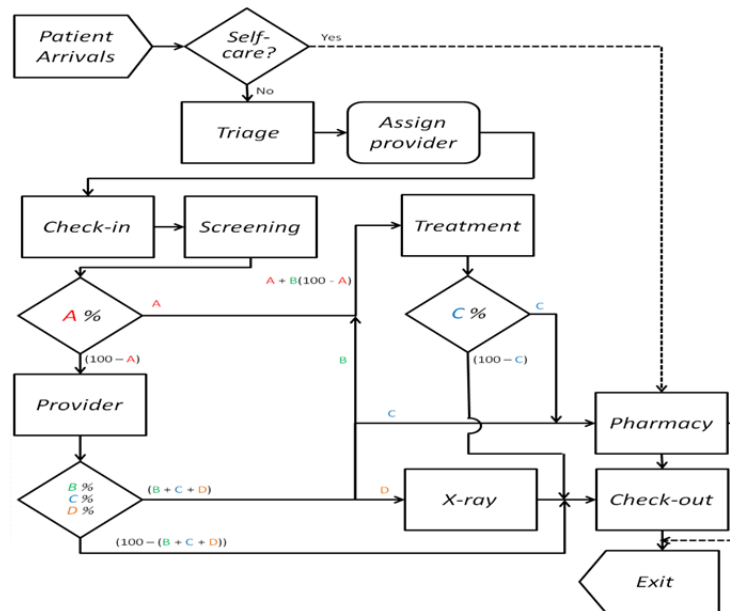 Patient
Arrivals
Self-
care?
Yes
No
Triage
Assign
provider
Check-in
Screening
Treatment
A + B(100 - A)
A %
A
C %
C
(100 – A)
(100 – C)
B
Provider
C
Pharmacy
B %
C %
D %
(B + C + D)
D
X-ray
Check-out
(100 – (B + C + D))
Exit